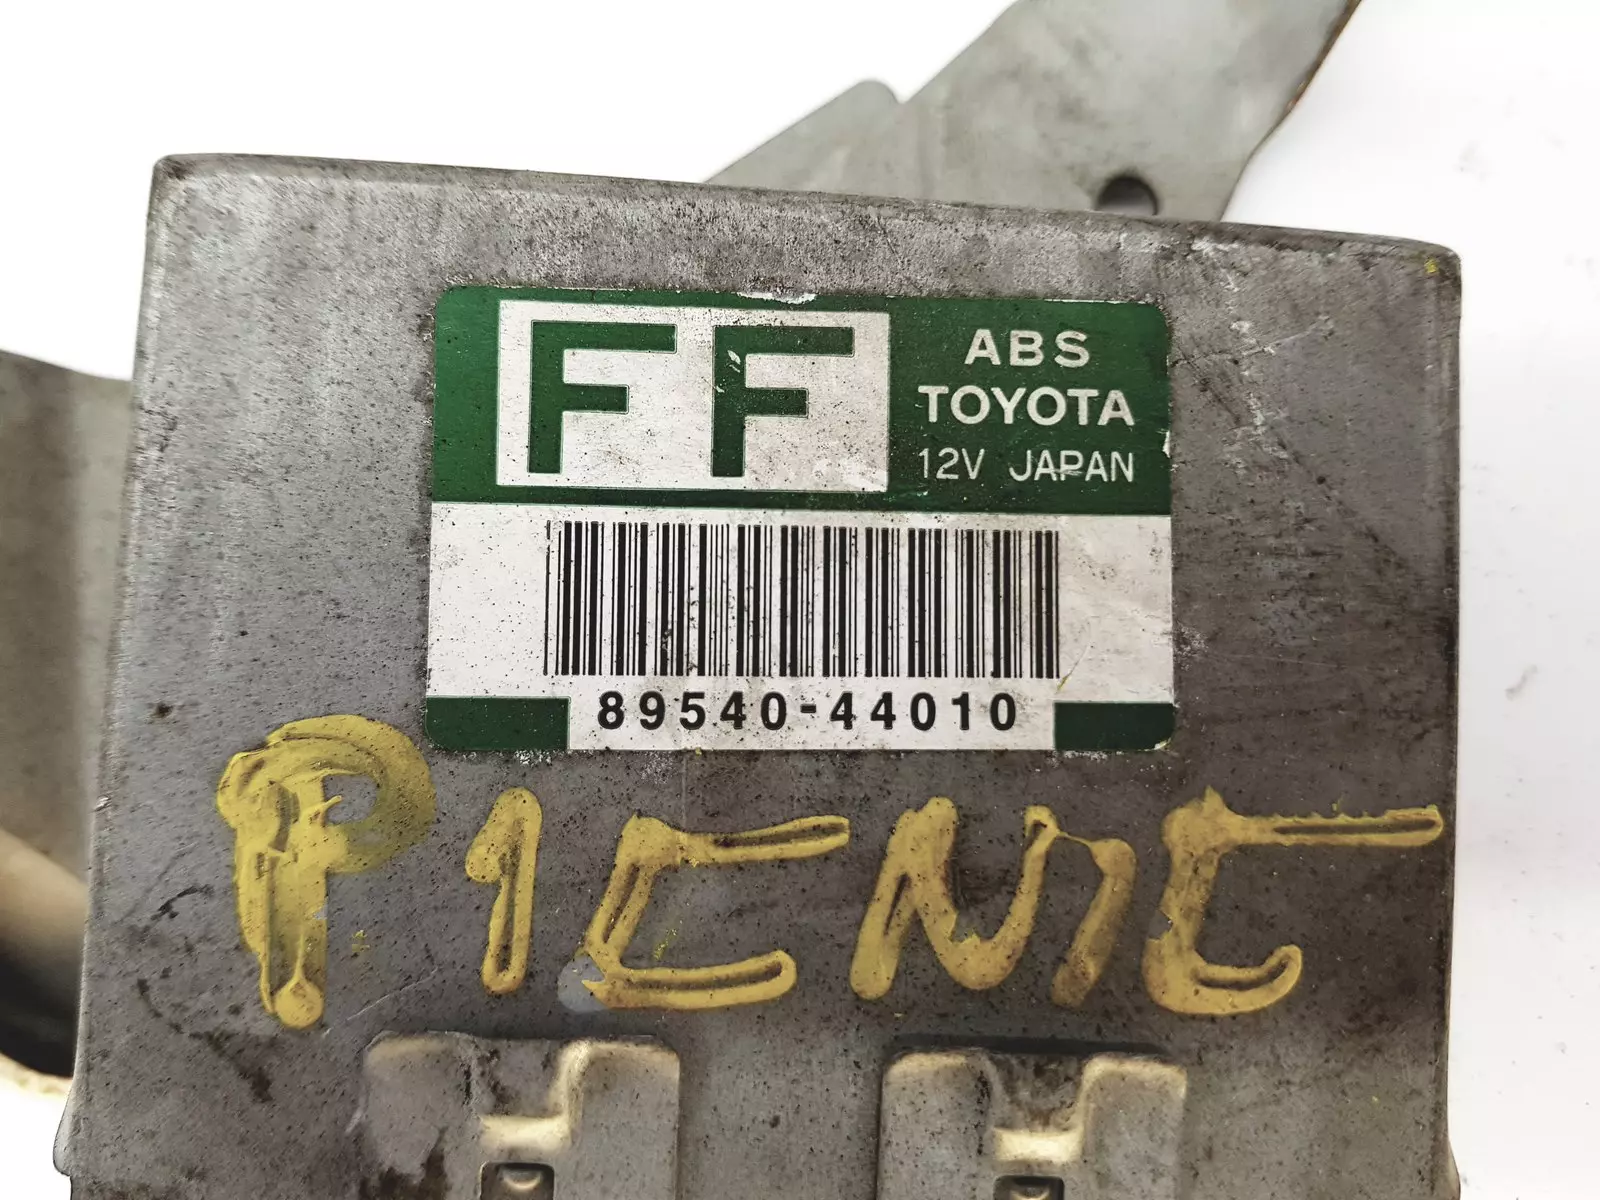 FF
ABS
TOYOTA
12V JAPAN
89540-44010
PICNIC